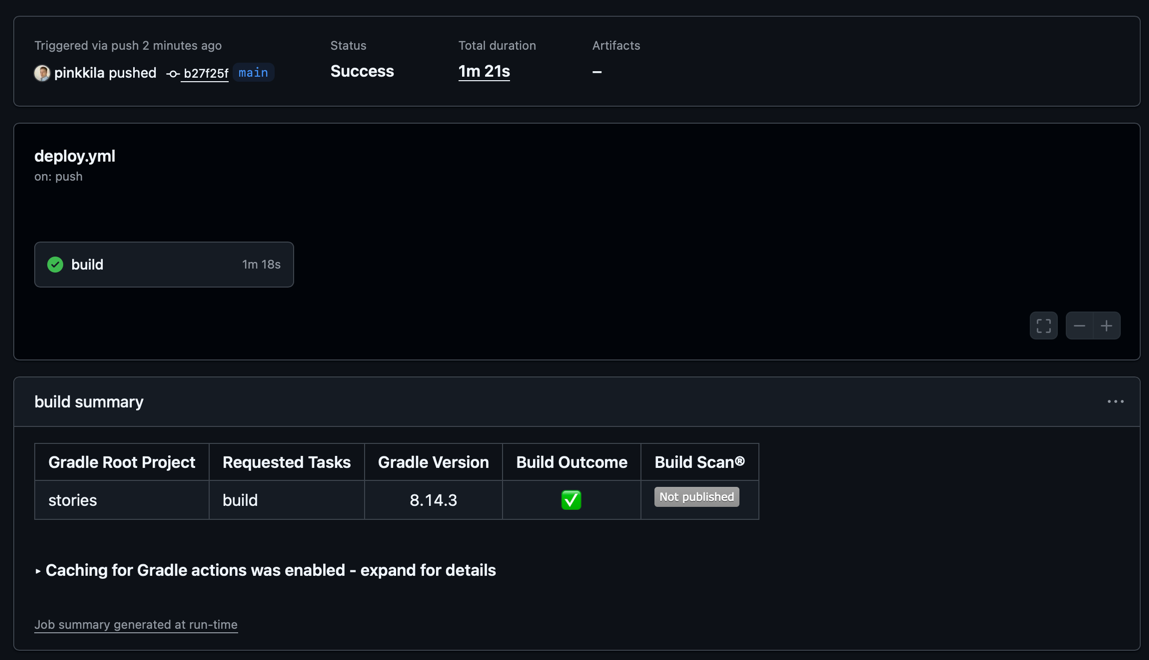 Triggered via push 2 minutes ago
Status
Total duration
Artifacts
pinkkila pushed b27f25f main
Success
1m 21s
–
deploy.yml
on: push
build 1m 18s
build summary
Gradle Root Project Requested Tasks Gradle Version Build Outcome Build Scan®
stories build 8.14.3 ✅ Not published
Caching for Gradle actions was enabled - expand for details
Job summary generated at run-time